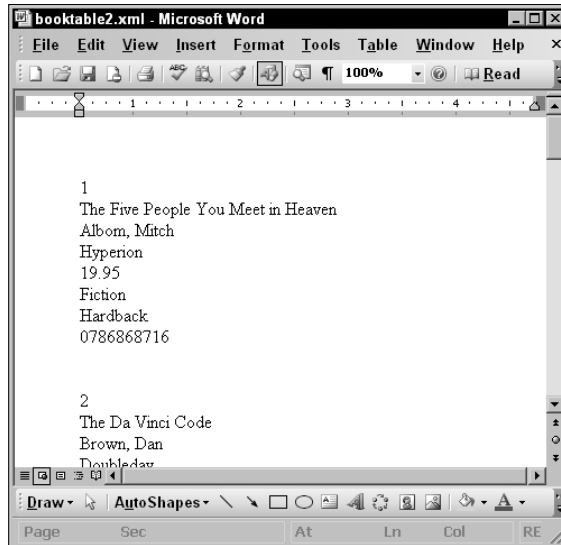 booktable2.xml - Microsoft Word
File Edit View Insert Format Tools Table Window Help
100% Read
1 2 3 4
1
The Five People You Meet in Heaven
Albom, Mitch
Hyperion
19.95
Fiction
Hardback
0786868716
2
The Da Vinci Code
Brown, Dan
Doubleday
Draw AutoShapes
Page Sec At Ln Col RE